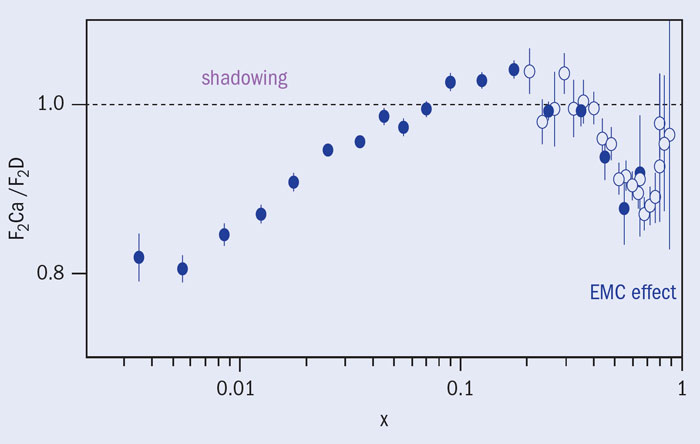 shadowing
1.0
F₂Ca /F₂D
0.8
EMC effect
0.01
0.1
1
x